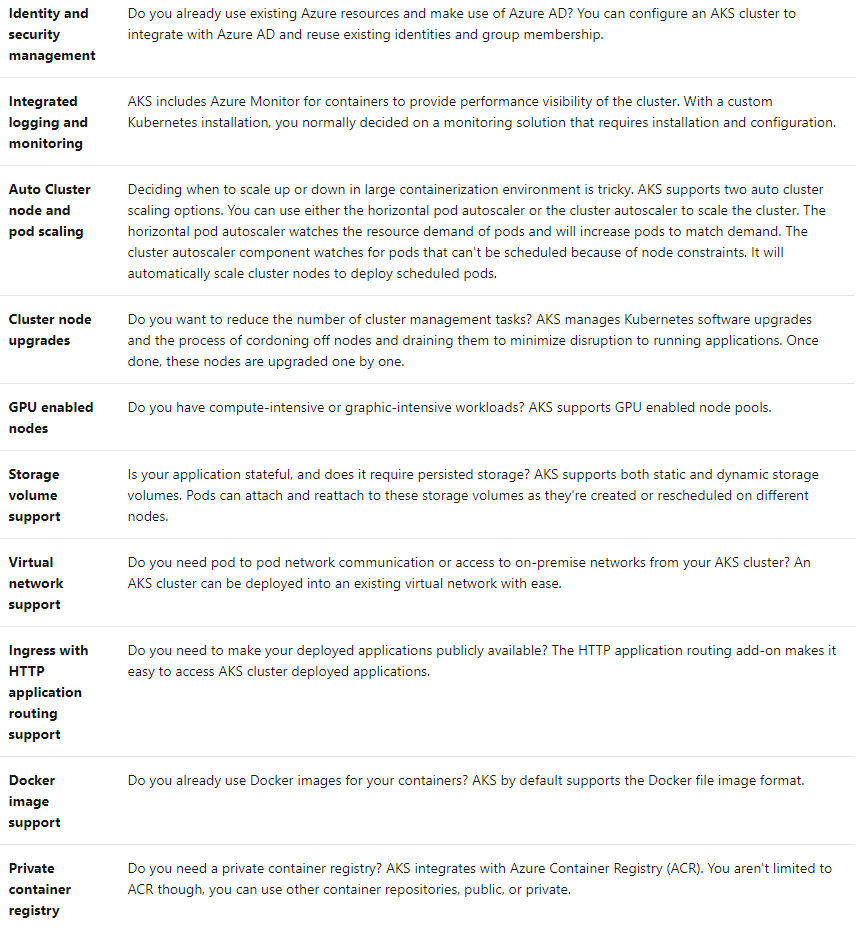 Identity and
security
management
Do you already use existing Azure resources and make use of Azure AD? You can configure an AKS cluster to
integrate with Azure AD and reuse existing identities and group membership.
Integrated
logging and
monitoring
AKS includes Azure Monitor for containers to provide performance visibility of the cluster. With a custom
Kubernetes installation, you normally decided on a monitoring solution that requires installation and configuration.
Auto Cluster
node and
pod scaling
Deciding when to scale up or down in large containerization environment is tricky. AKS supports two auto cluster
scaling options. You can use either the horizontal pod autoscaler or the cluster autoscaler to scale the cluster. The
horizontal pod autoscaler watches the resource demand of pods and will increase pods to match demand. The
cluster autoscaler component watches for pods that can't be scheduled because of node constraints. It will
automatically scale cluster nodes to deploy scheduled pods.
Cluster node
upgrades
Do you want to reduce the number of cluster management tasks? AKS manages Kubernetes software upgrades
and the process of cordoning off nodes and draining them to minimize disruption to running applications. Once
done, these nodes are upgraded one by one.
GPU enabled
nodes
Do you have compute-intensive or graphic-intensive workloads? AKS supports GPU enabled node pools.
Storage
volume
support
Is your application stateful, and does it require persisted storage? AKS supports both static and dynamic storage
volumes. Pods can attach and reattach to these storage volumes as they're created or rescheduled on different
nodes.
Virtual
network
support
Do you need pod to pod network communication or access to on-premise networks from your AKS cluster? An
AKS cluster can be deployed into an existing virtual network with ease.
Ingress with
HTTP
application
routing
support
Do you need to make your deployed applications publicly available? The HTTP application routing add-on makes it
easy to access AKS cluster deployed applications.
Docker
image
support
Do you already use Docker images for your containers? AKS by default supports the Docker file image format.
Private
container
registry
Do you need a private container registry? AKS integrates with Azure Container Registry (ACR). You aren't limited to
ACR though, you can use other container repositories, public, or private.